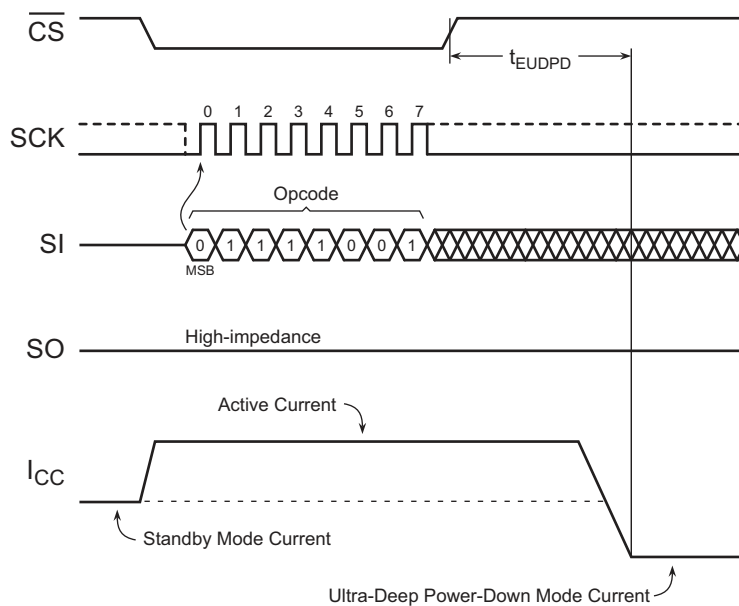 CS
tEUDPD
SCK
0 1 2 3 4 5 6 7
Opcode
SI
0 1 1 1 1 0 0 1
MSB
SO
High-impedance
Active Current
ICC
Standby Mode Current
Ultra-Deep Power-Down Mode Current